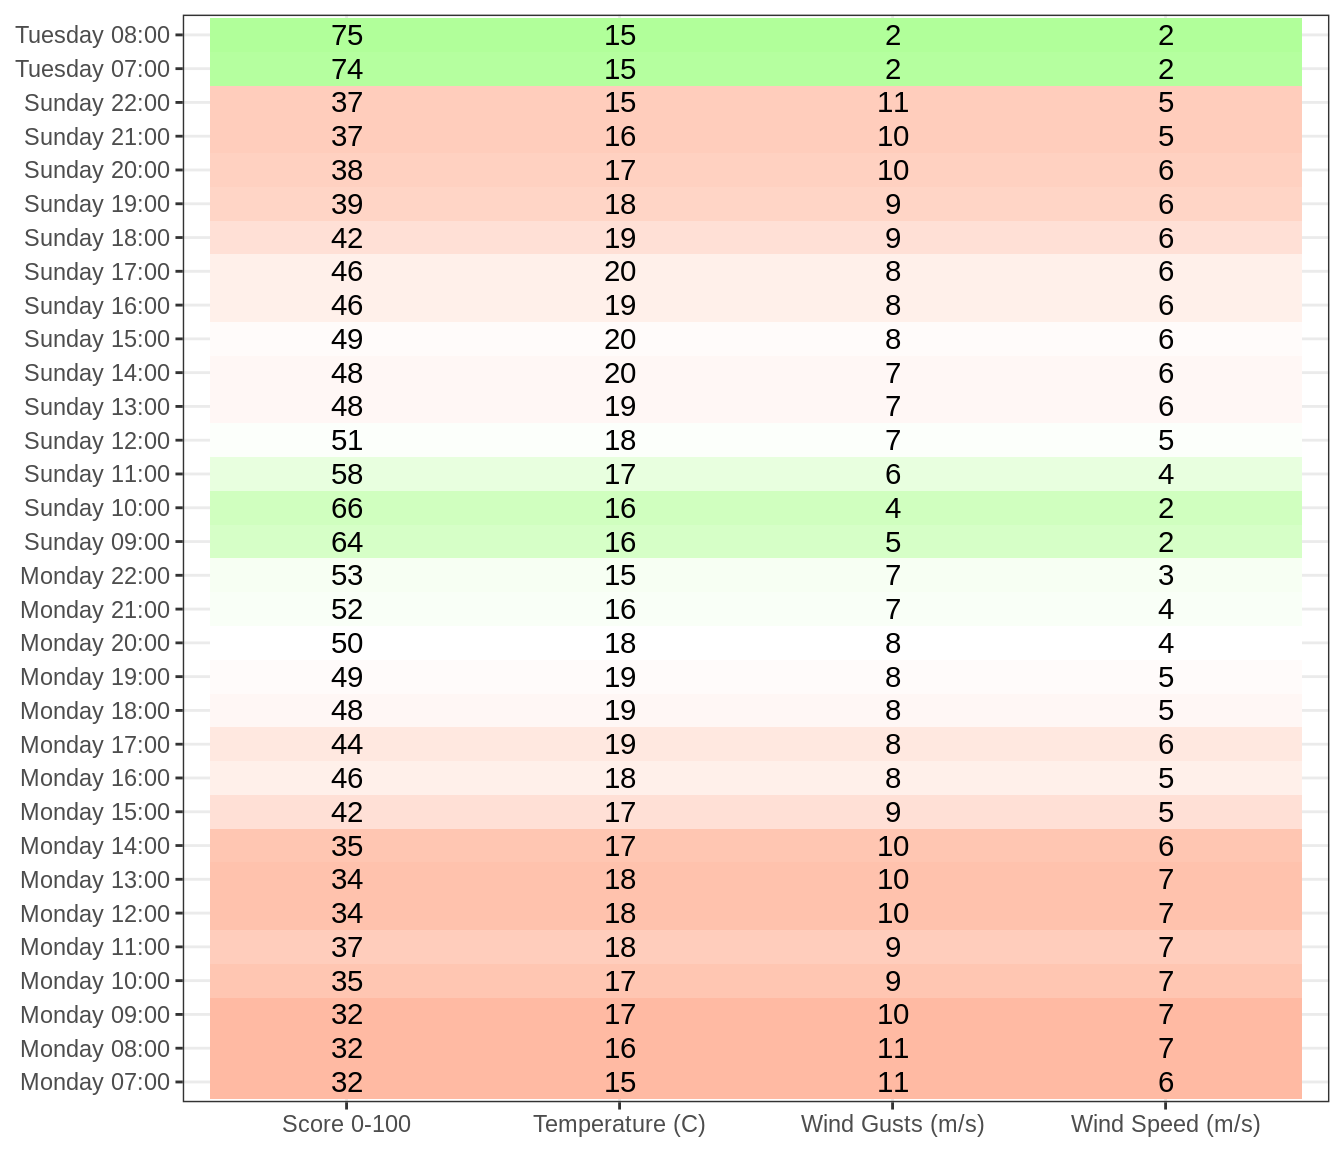 Tuesday 08:00 75 15 2 2
Tuesday 07:00 74 15 2 2
Sunday 22:00 37 15 11 5
Sunday 21:00 37 16 10 5
Sunday 20:00 38 17 10 6
Sunday 19:00 39 18 9 6
Sunday 18:00 42 19 9 6
Sunday 17:00 46 20 8 6
Sunday 16:00 46 19 8 6
Sunday 15:00 49 20 8 6
Sunday 14:00 48 20 7 6
Sunday 13:00 48 19 7 6
Sunday 12:00 51 18 7 5
Sunday 11:00 58 17 6 4
Sunday 10:00 66 16 4 2
Sunday 09:00 64 16 5 2
Monday 22:00 53 15 7 3
Monday 21:00 52 16 7 4
Monday 20:00 50 18 8 4
Monday 19:00 49 19 8 5
Monday 18:00 48 19 8 5
Monday 17:00 44 19 8 6
Monday 16:00 46 18 8 5
Monday 15:00 42 17 9 5
Monday 14:00 35 17 10 6
Monday 13:00 34 18 10 7
Monday 12:00 34 18 10 7
Monday 11:00 37 18 9 7
Monday 10:00 35 17 9 7
Monday 09:00 32 17 10 7
Monday 08:00 32 16 11 7
Monday 07:00 32 15 11 6
Score 0-100 Temperature (C) Wind Gusts (m/s) Wind Speed (m/s)